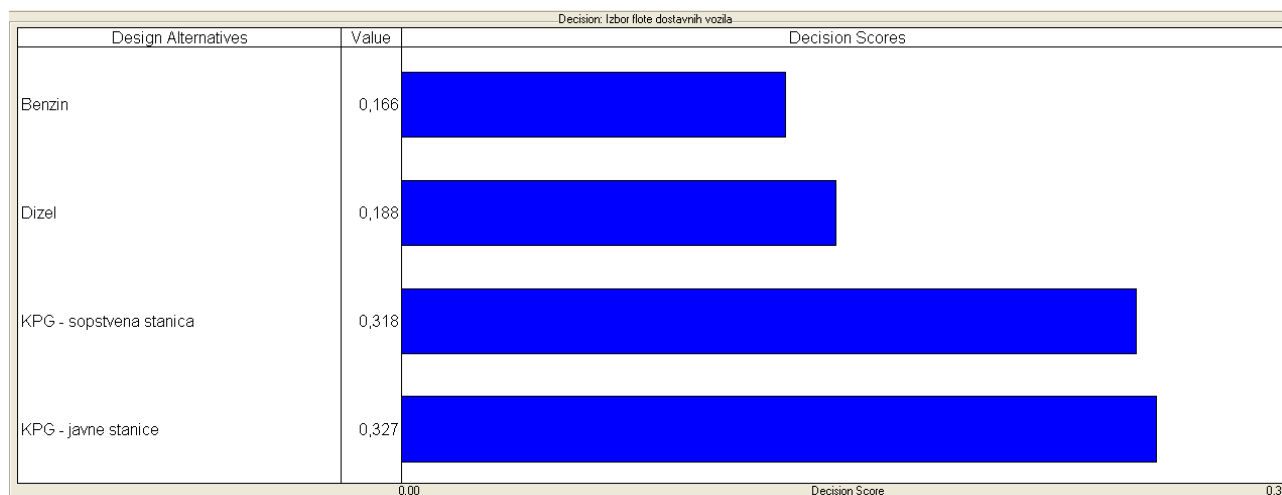 Decision: Izbor flote dostavnih vozila
Design Alternatives Value Decision Scores
Benzin 0,166
Dizel 0,188
KPG - sopstvena stanica 0,318
KPG - javne stanice 0,327
0.00 Decision Score 0.3